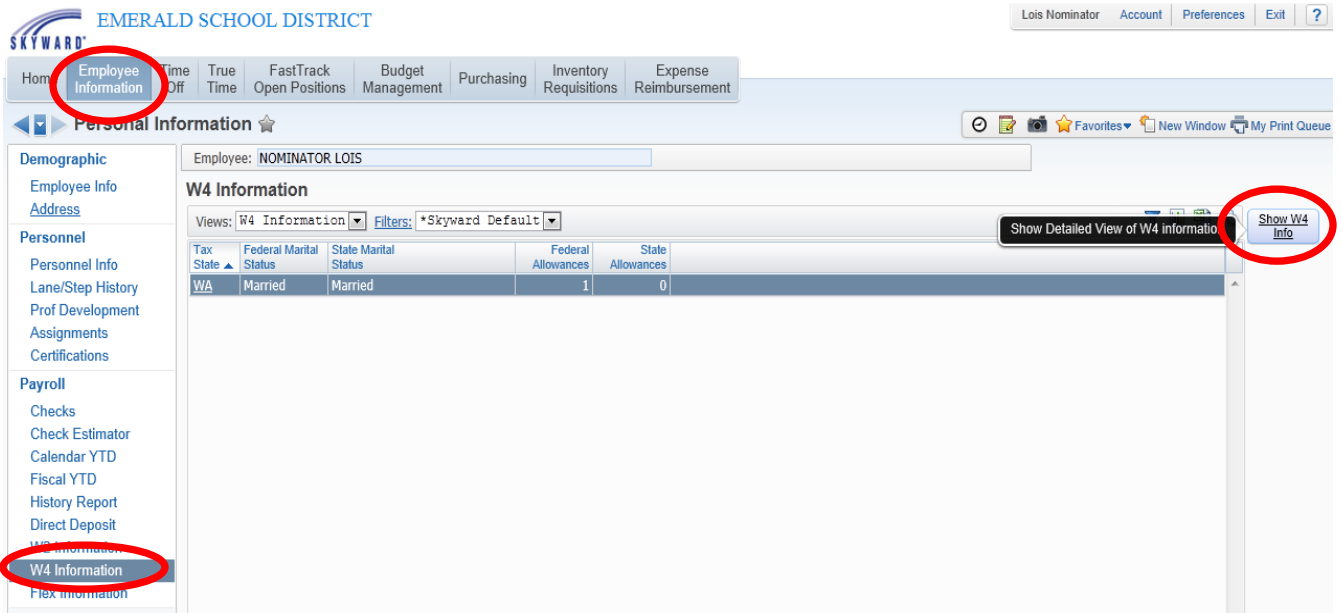 EMERALD SCHOOL DISTRICT
SKYWARD
Lois Nominator Account Preferences Exit ?
Home Employee Information Time Off True Time FastTrack Open Positions Budget Management Purchasing Inventory Requisitions Expense Reimbursement
Personal Information
Favorites New Window My Print Queue
Demographic
Employee Info
Address
Personnel
Personnel Info
Lane/Step History
Prof Development
Assignments
Certifications
Payroll
Checks
Check Estimator
Calendar YTD
Fiscal YTD
History Report
Direct Deposit
W2 Information
W4 Information
Flex Information
Employee: NOMINATOR LOIS
W4 Information
Views: W4 Information Filters: *Skyward Default
Show Detailed View of W4 information
Show W4
Info
Tax State Federal Marital Status State Marital Status Federal Allowances State Allowances
WA Married Married 1 0